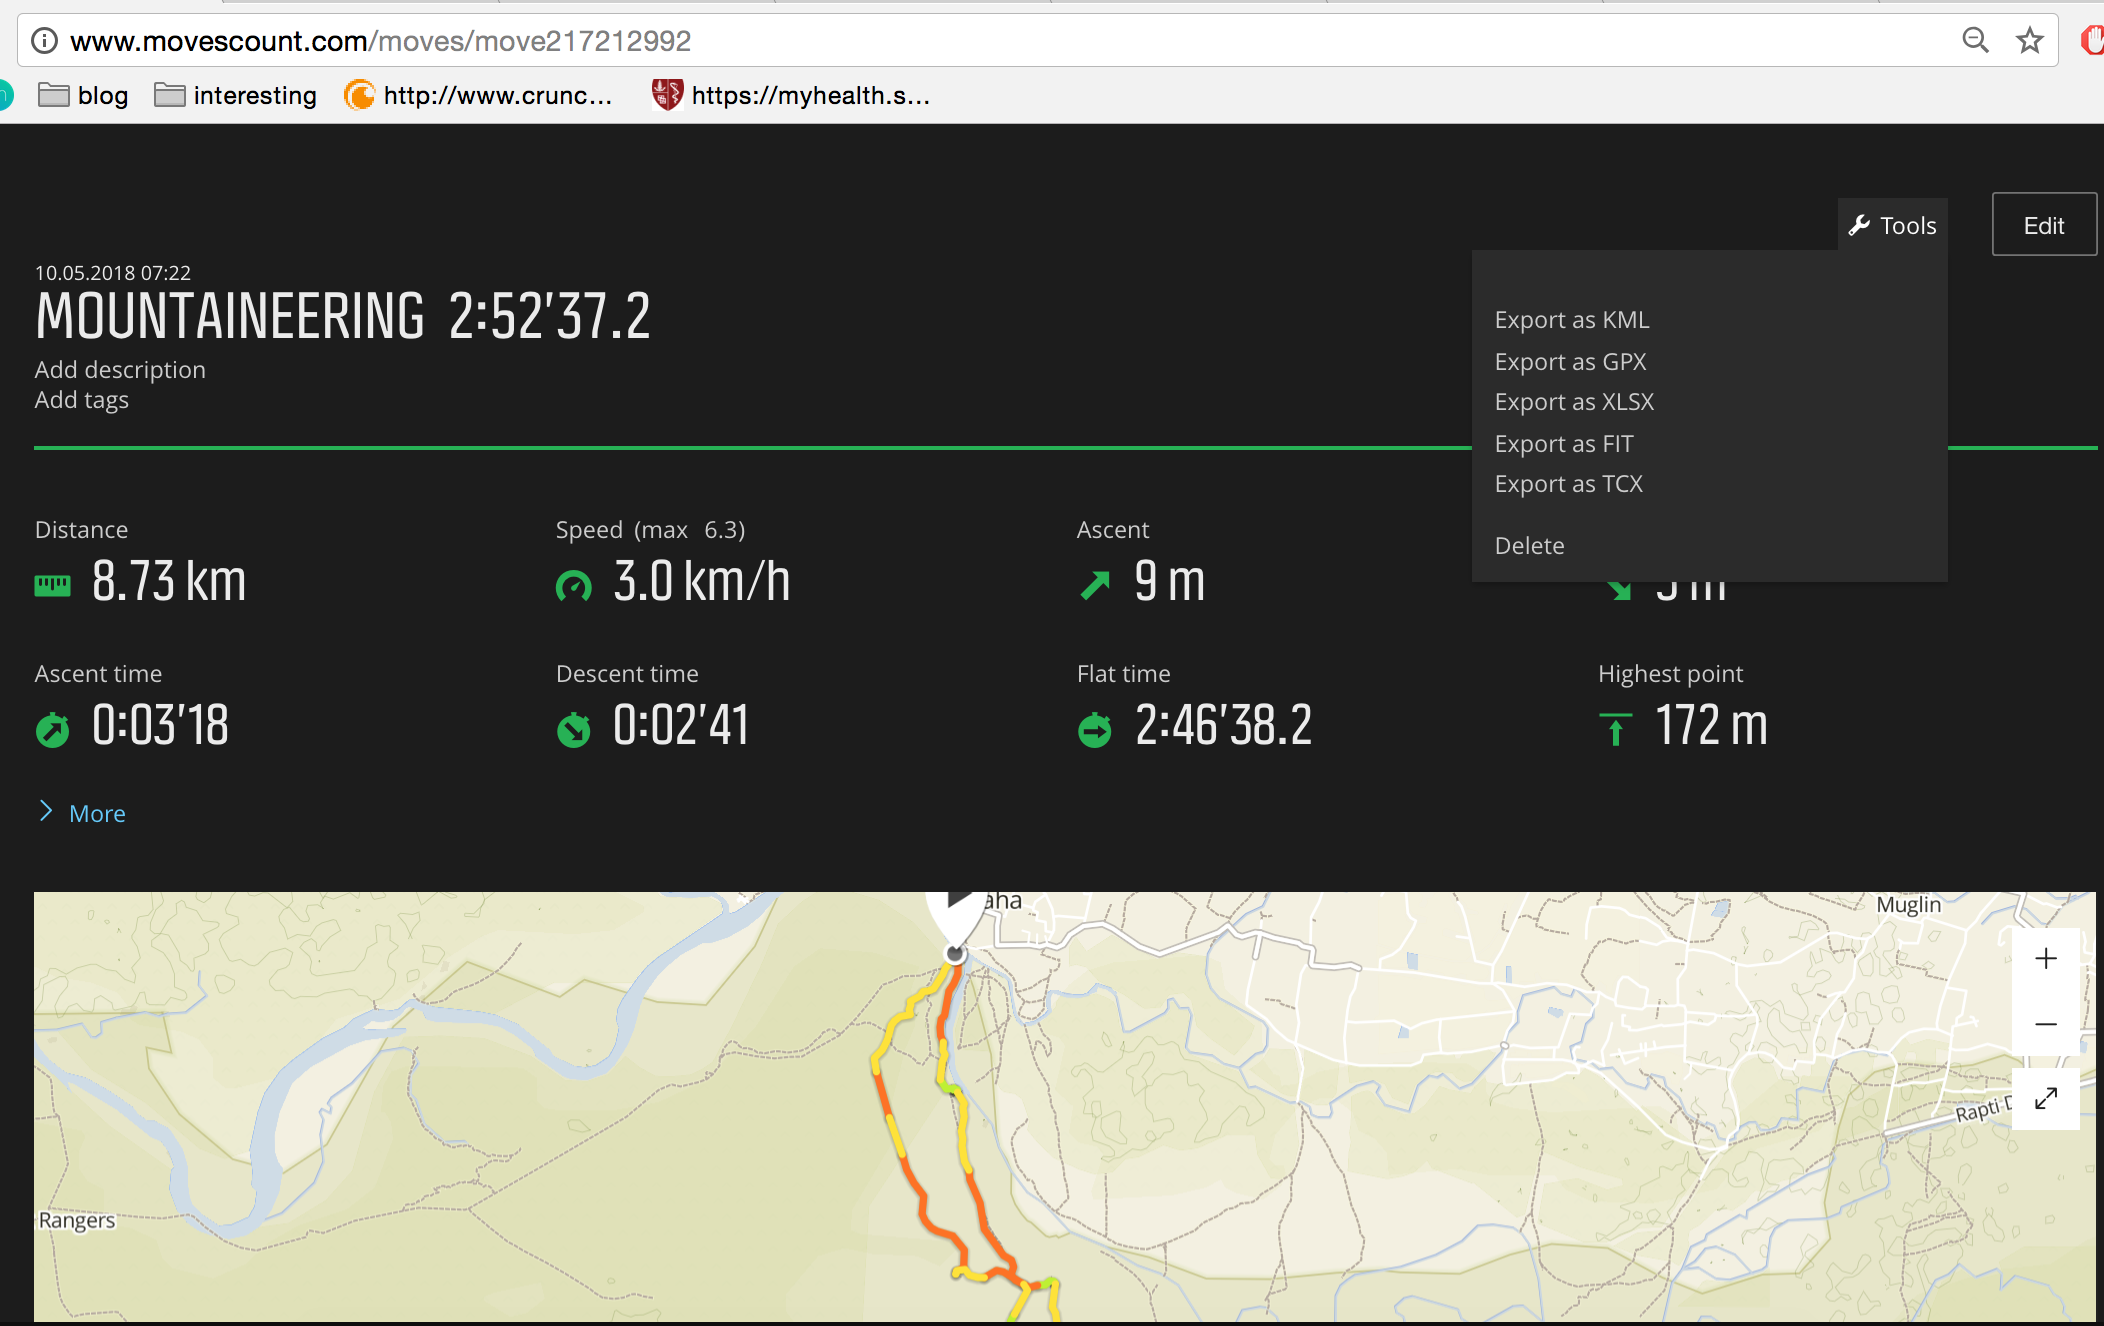 www.movescount.com/moves/move217212992
blog
interesting
http://www.crunc...
https://myhealth.s...
Tools
Edit
10.05.2018 07:22
MOUNTAINEERING 2:52'37.2
Add description
Add tags
Export as KML
Export as GPX
Export as XLSX
Export as FIT
Export as TCX
Delete
Distance
8.73 km
Speed (max 6.3)
3.0 km/h
Ascent
9 m
Ascent time
0:03'18
Descent time
0:02'41
Flat time
2:46'38.2
Highest point
172 m
More
aha
Muglin
Rapti
Rangers